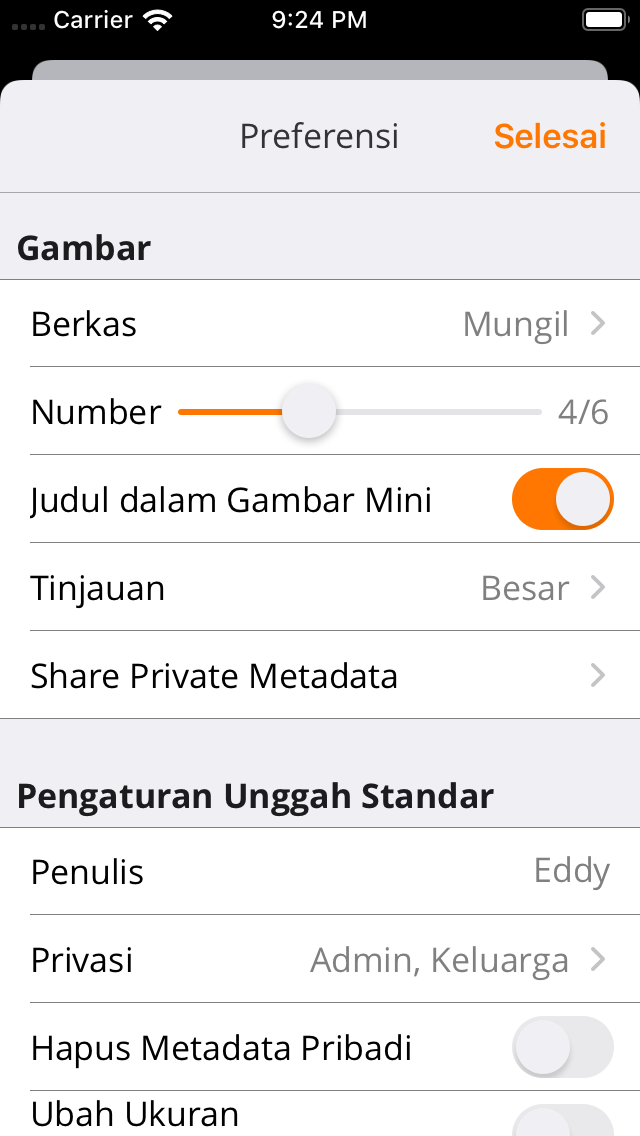 Carrier 9:24 PM
Preferensi Selesai
Gambar
Berkas Mungil
Number 4/6
Judul dalam Gambar Mini
Tinjauan Besar
Share Private Metadata
Pengaturan Unggah Standar
Penulis Eddy
Privasi Admin, Keluarga
Hapus Metadata Pribadi
Ubah Ukuran